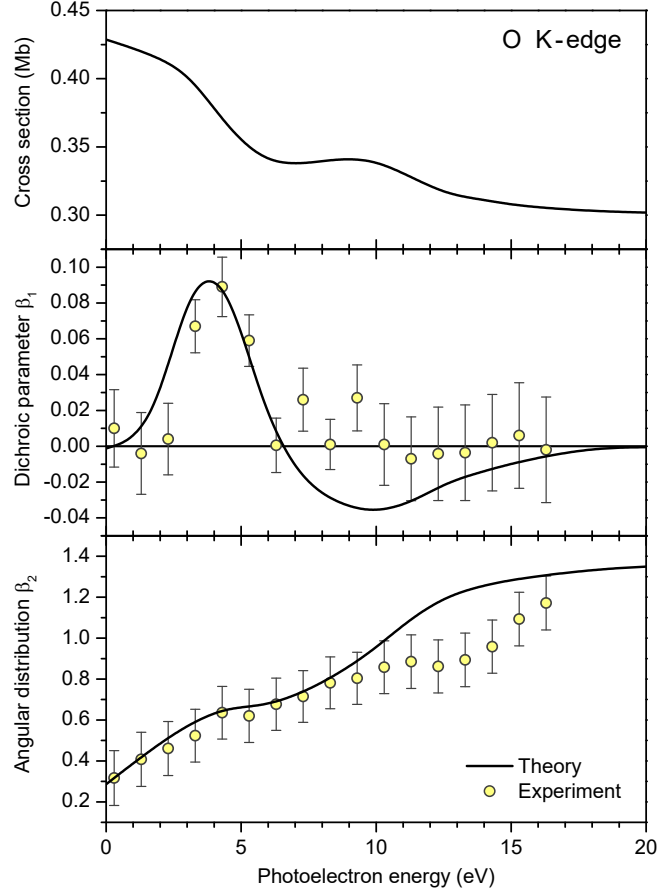 O K-edge
Cross section (Mb)
0.45
0.40
0.35
0.30
Dichroic parameter β₁
0.10
0.08
0.06
0.04
0.02
0.00
-0.02
-0.04
Angular distribution β₂
1.4
1.2
1.0
0.8
0.6
0.4
0.2
Theory
Experiment
0 5 10 15 20
Photoelectron energy (eV)